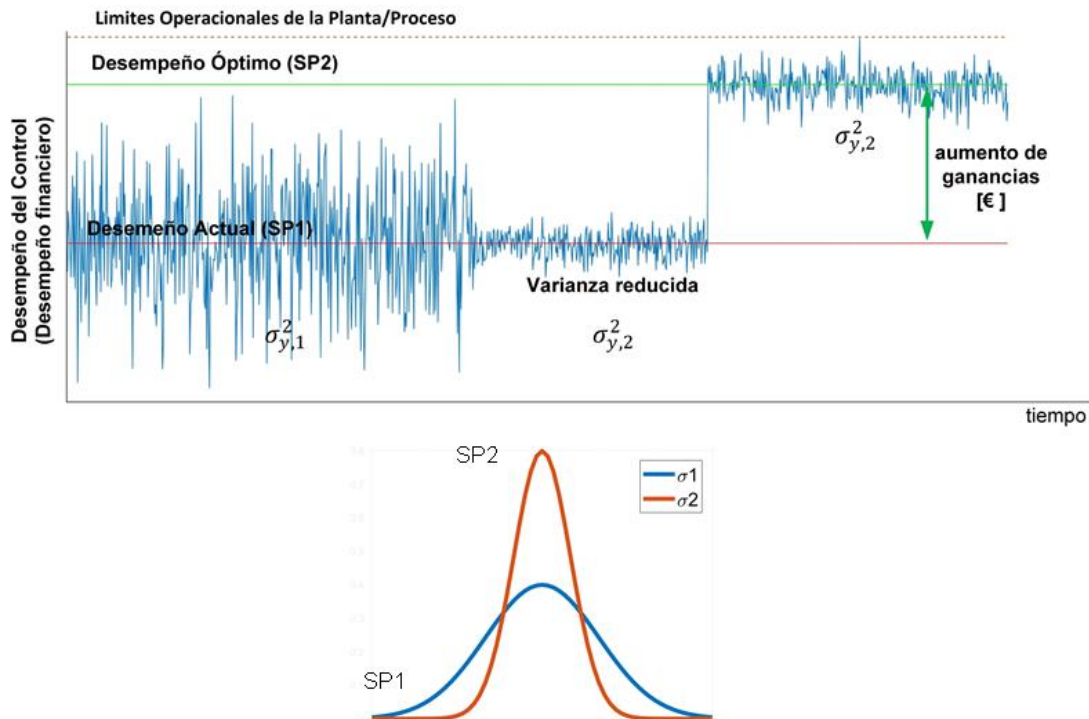 Limites Operacionales de la Planta/Proceso
Desempeño Óptimo (SP2)
Desempeño del Control
(Desempeño financiero)
Desemeño Actual (SP1)
σ²y,1
Varianza reducida
σ²y,2
σ²y,2
aumento de
ganancias
[€ ]
tiempo
SP2
σ1
σ2
SP1